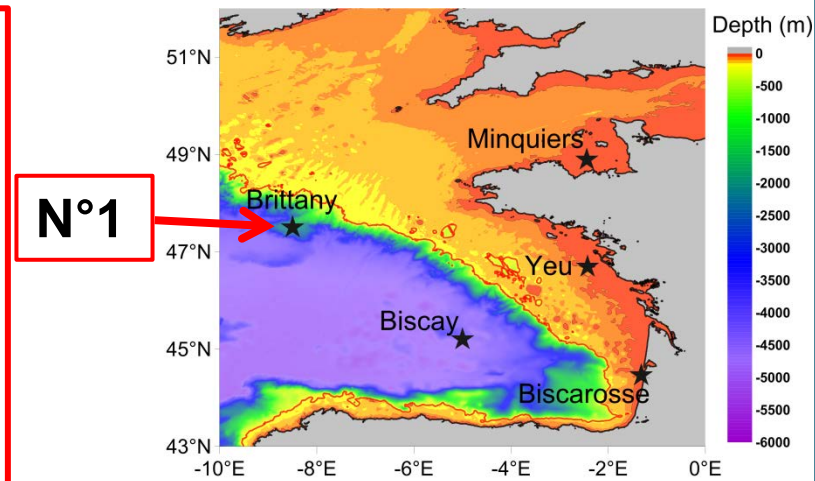 Depth (m)
51°N
49°N
47°N
45°N
43°N
-10°E
-8°E
-6°E
-4°E
-2°E
0°E
Minquiers
Brittany
N°1
Yeu
Biscay
Biscarosse
0
-500
-1000
-1500
-2000
-2500
-3000
-3500
-4000
-4500
-5000
-5500
-6000